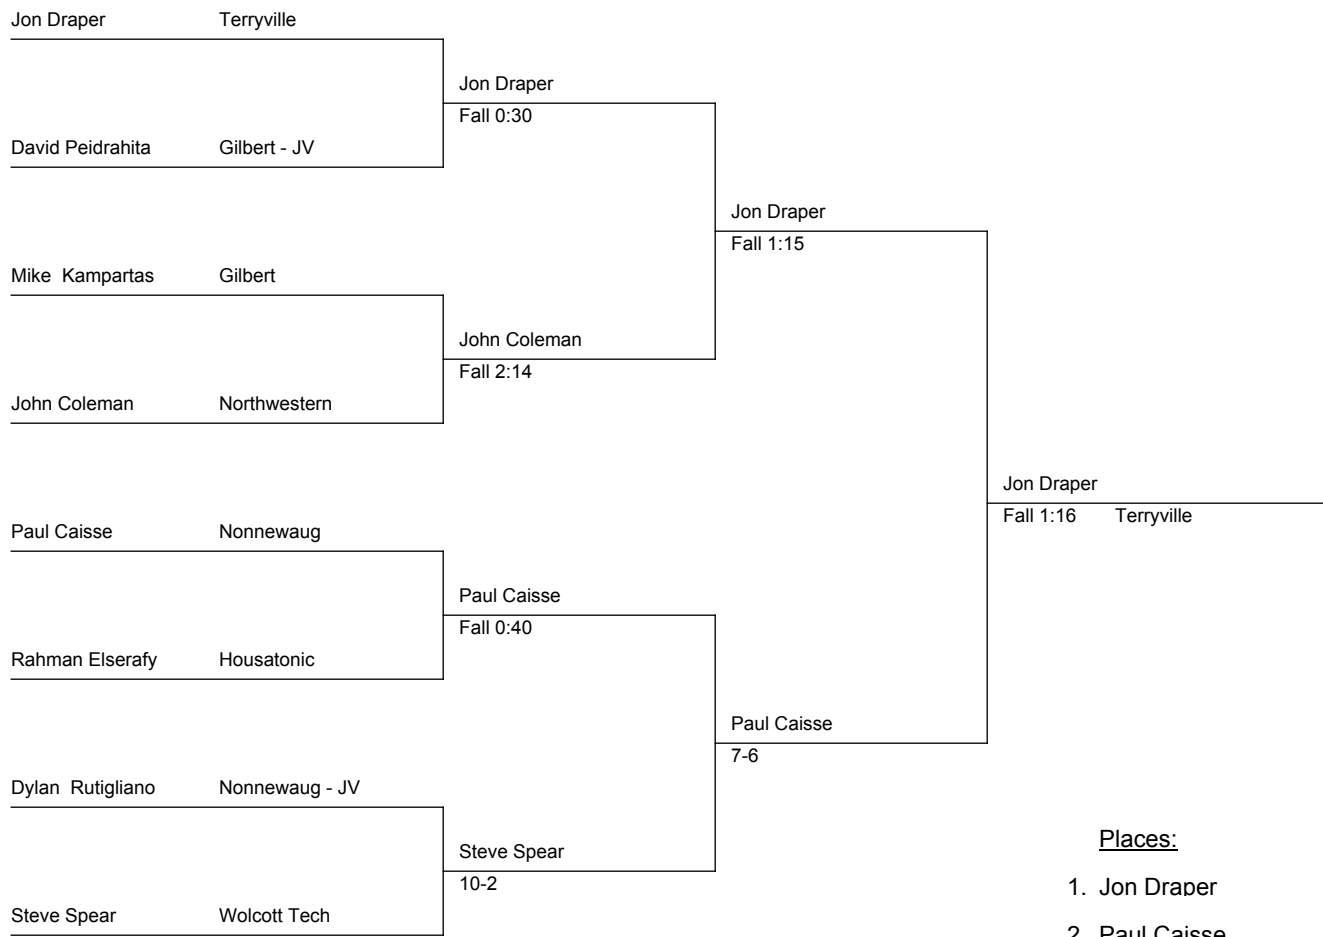 Jon Draper Terryville
Jon Draper
Fall 0:30
David Peidrahita Gilbert - JV
Jon Draper
Fall 1:15
Mike Kampartas Gilbert
John Coleman
Fall 2:14
John Coleman Northwestern
Jon Draper
Fall 1:16 Terryville
Paul Caisse Nonnewaug
Paul Caisse
Fall 0:40
Rahman Elserafy Housatonic
Paul Caisse
7-6
Dylan Rutigliano Nonnewaug - JV
Steve Spear
10-2
Steve Spear Wolcott Tech
Places:
1. Jon Draper
2. Paul Caisse